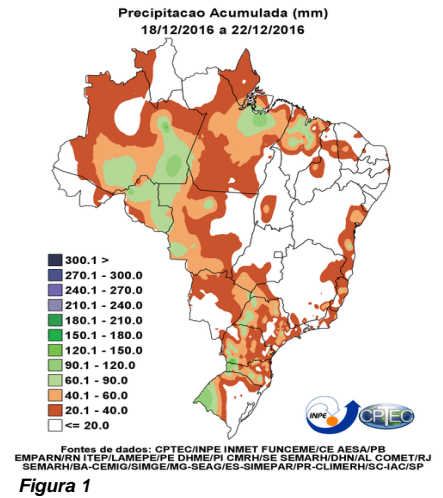 Precipitacao Acumulada (mm)
18/12/2016 a 22/12/2016
300.1 >
270.1 - 300.0
240.1 - 270.0
210.1 - 240.0
180.1 - 210.0
150.1 - 180.0
120.1 - 150.0
90.1 - 120.0
60.1 - 90.0
40.1 - 60.0
20.1 - 40.0
<= 20.0
INPE
CPTEC
Fontes de dados: CPTEC/INPE INMET FUNCEME/CE AESA/PB
EMPARN/RN ITEP/LAMEPE/PE DHME/PI CMRH/SE SEMARH/DHN/AL COMET/RJ
SEMARH/BA-CEMIG/SIMGE/MG-SEAG/ES-SIMEPAR/PR-CLIMERH/SC-IAC/SP
Figura 1